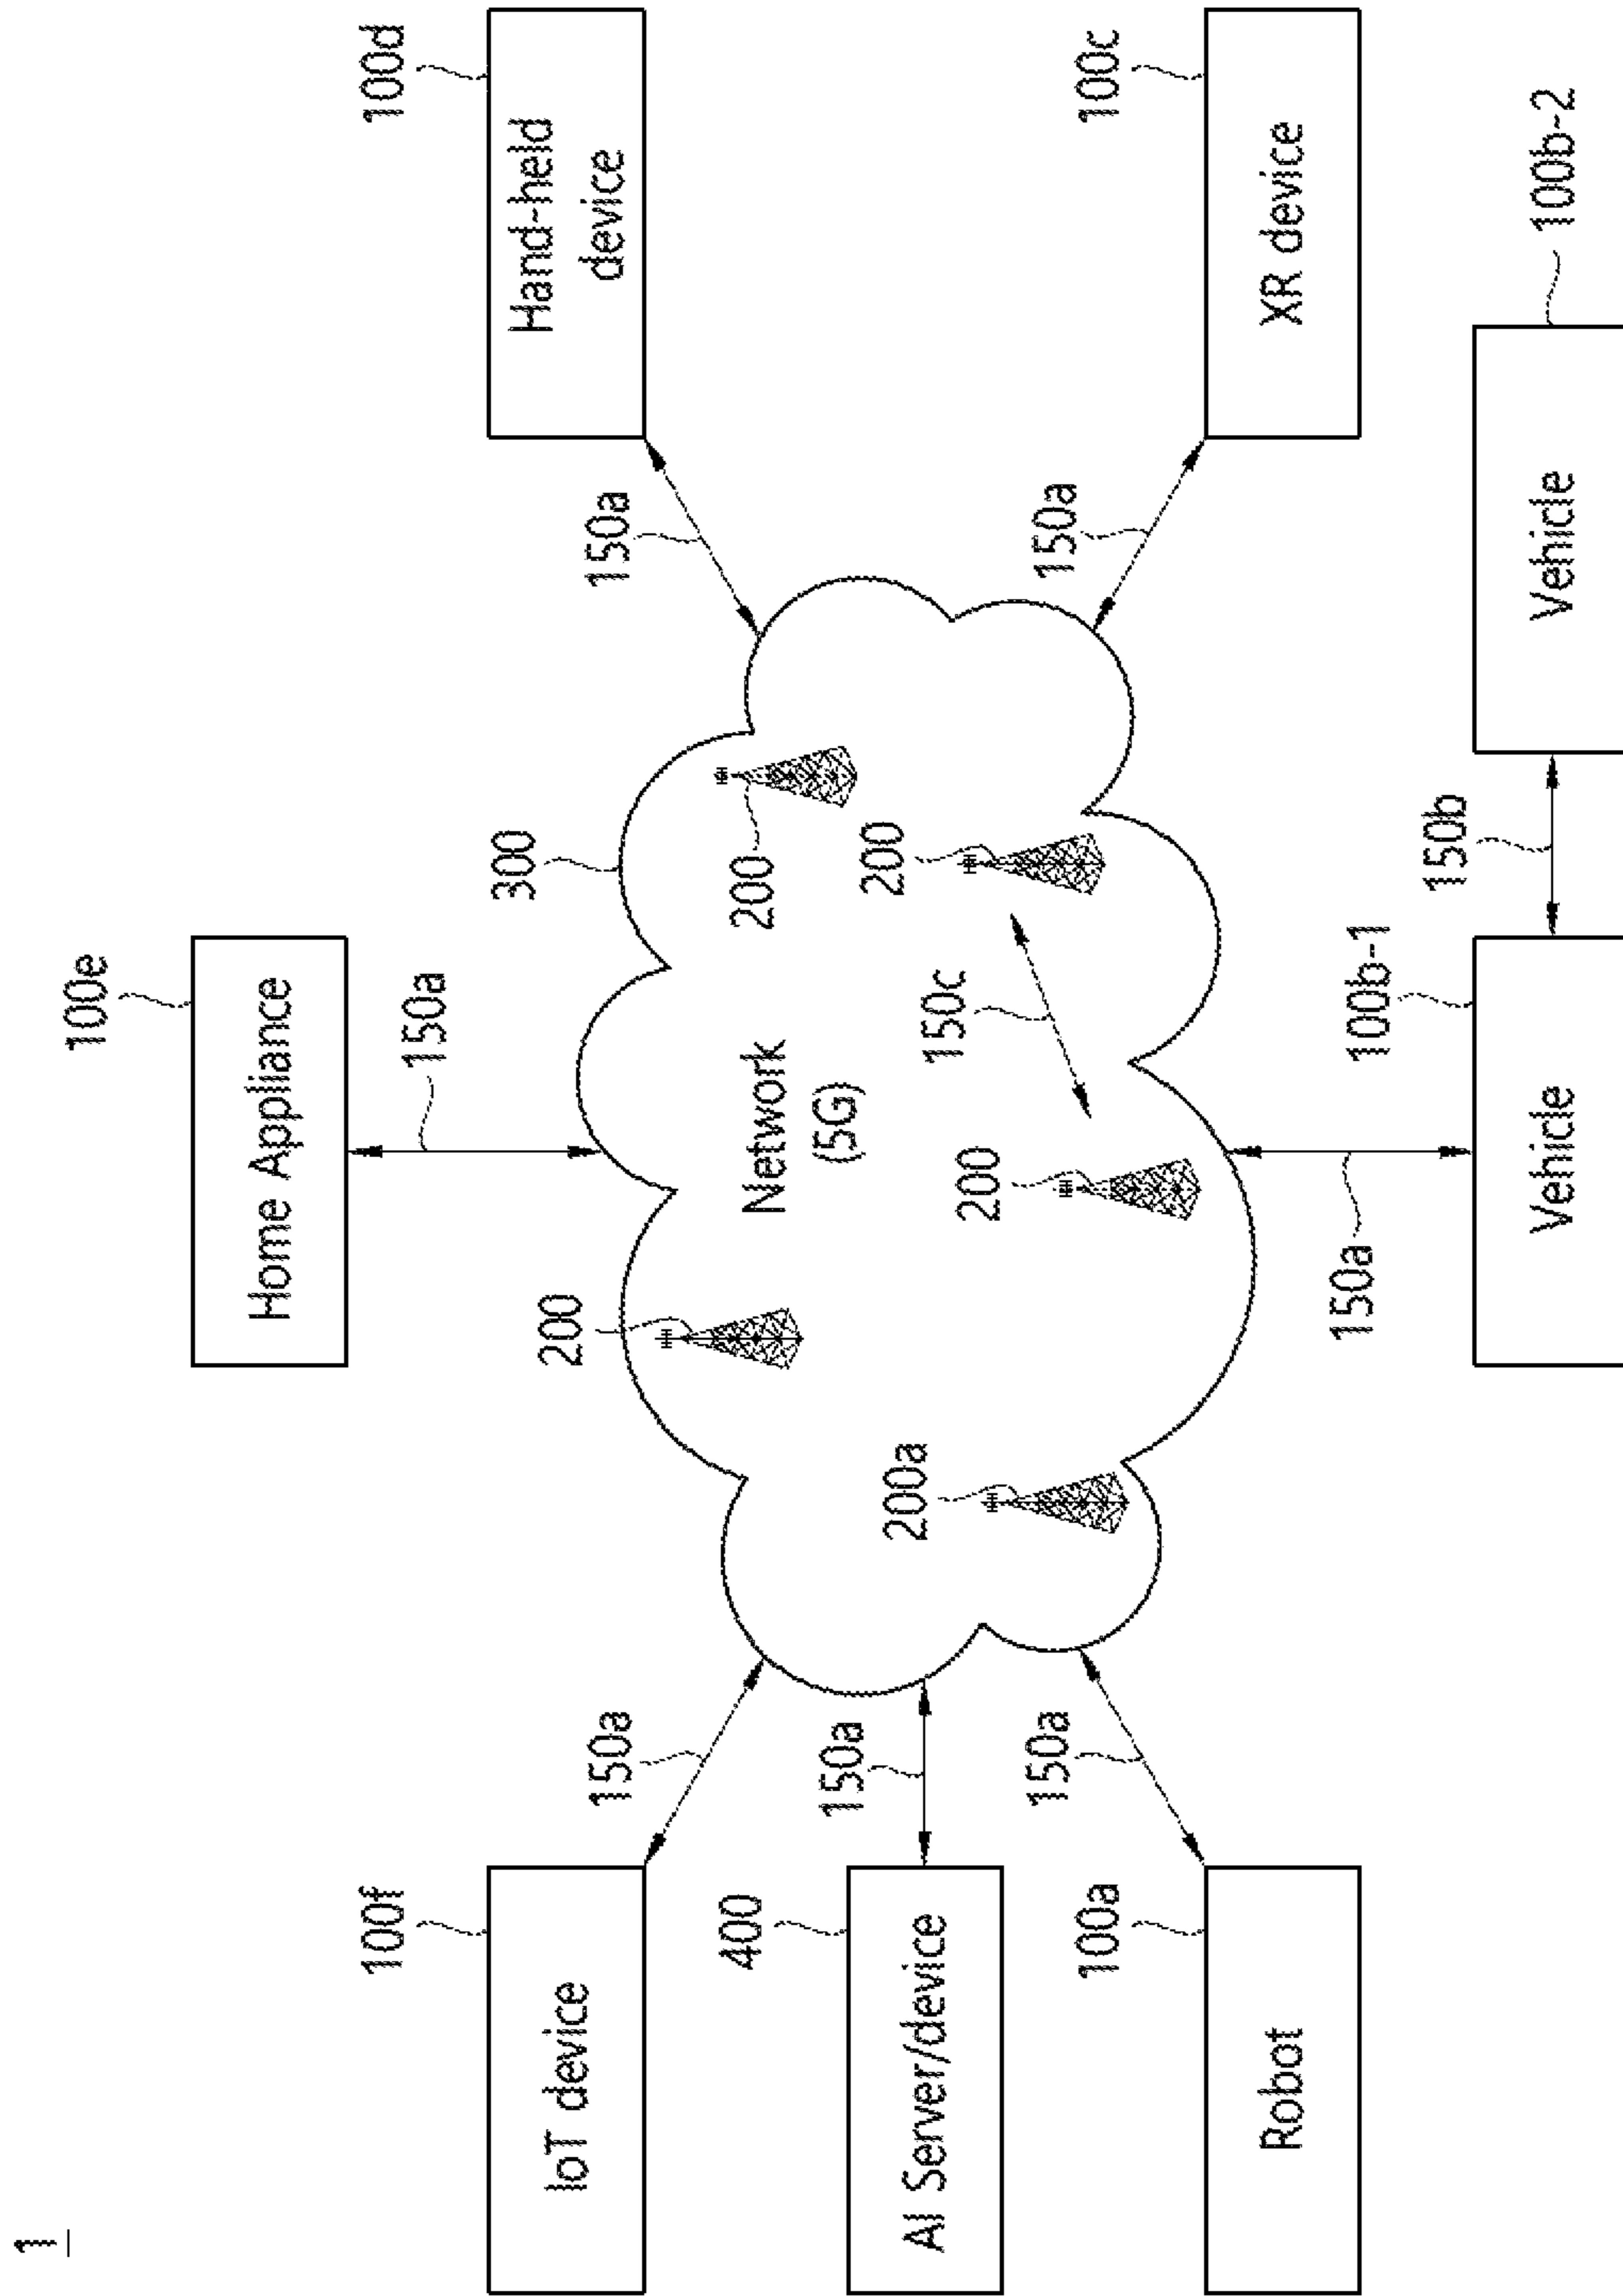 1
100e
Home Appliance
150a
100f
IoT device
150a
300
150a
100d
Hand-held
device
200
200
Network
(5G)
400
AI Server/device
150a
200a
200
200
150c
100a
Robot
150a
150a
100c
XR device
150a
100b-1
Vehicle
150b
Vehicle
100b-2